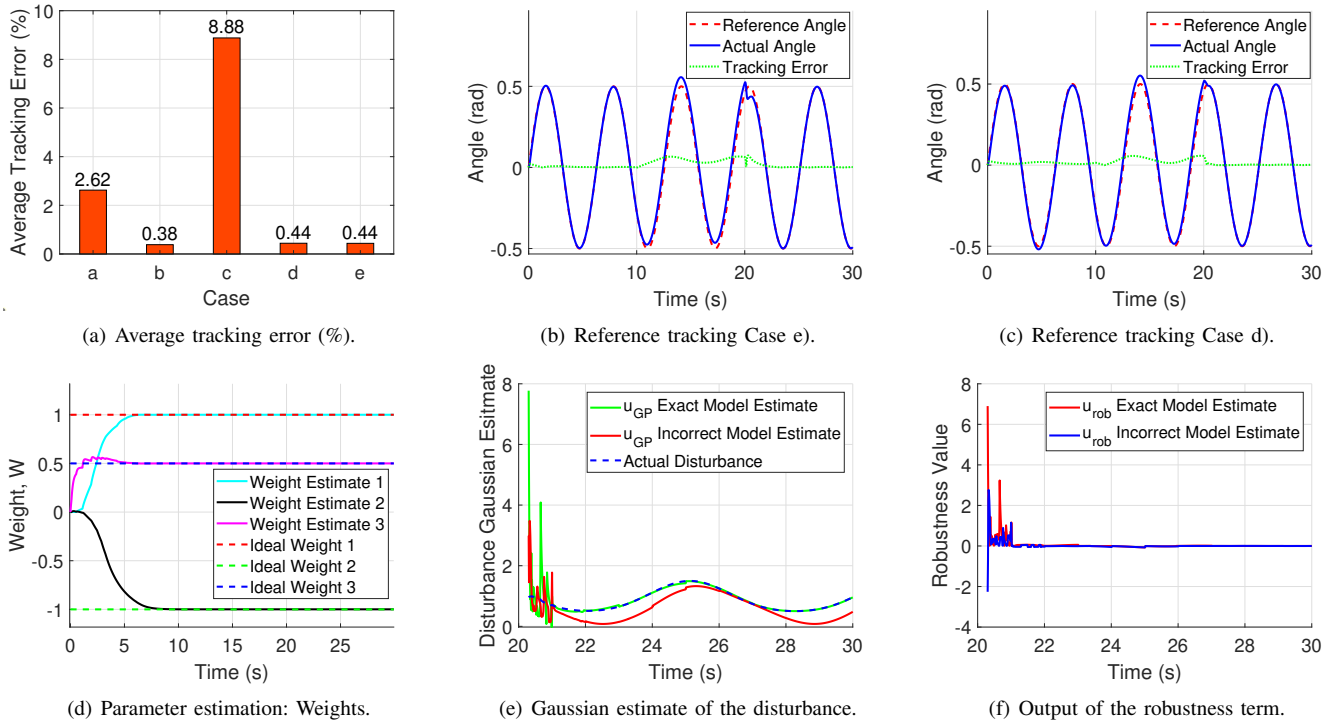 10
8
6
4
2
0
Average Tracking Error (%)
2.62
0.38
8.88
0.44
0.44
a b c d e
Case
(a) Average tracking error (%).
Reference Angle
Actual Angle
Tracking Error
0.5
0
-0.5
Angle (rad)
0 10 20 30
Time (s)
(b) Reference tracking Case e).
Reference Angle
Actual Angle
Tracking Error
0.5
0
-0.5
Angle (rad)
0 10 20 30
Time (s)
(c) Reference tracking Case d).
1
0.5
0
-0.5
-1
Weight, W
Weight Estimate 1
Weight Estimate 2
Weight Estimate 3
Ideal Weight 1
Ideal Weight 2
Ideal Weight 3
0 5 10 15 20 25
Time (s)
(d) Parameter estimation: Weights.
8
6
4
2
0
Disturbance Gaussian Esitmate
u_GP Exact Model Estimate
u_GP Incorrect Model Estimate
Actual Disturbance
20 22 24 26 28 30
Time (s)
(e) Gaussian estimate of the disturbance.
8
6
4
2
0
-2
-4
Robustness Value
u_rob Exact Model Estimate
u_rob Incorrect Model Estimate
20 22 24 26 28 30
Time (s)
(f) Output of the robustness term.